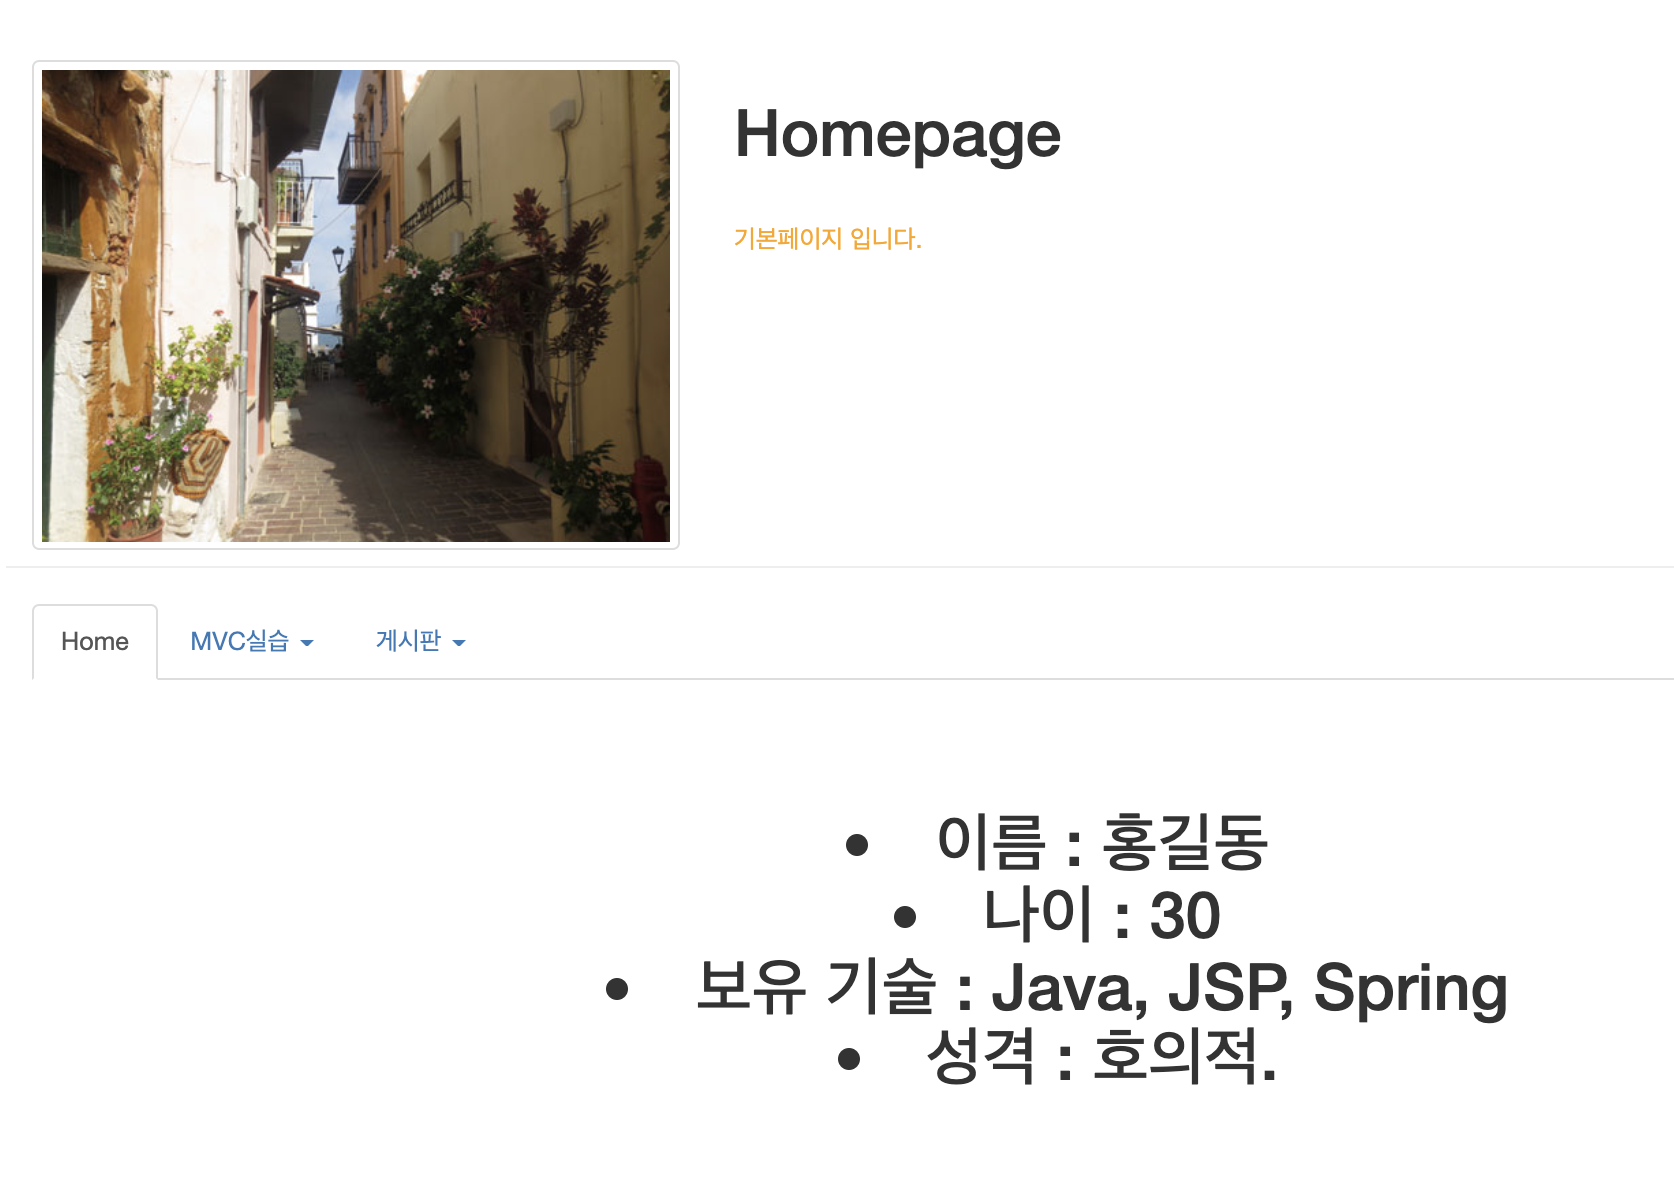 Homepage
기본페이지 입니다.
Home
MVC실습
게시판
이름 : 홍길동
나이 : 30
보유 기술 : Java, JSP, Spring
성격 : 호의적.